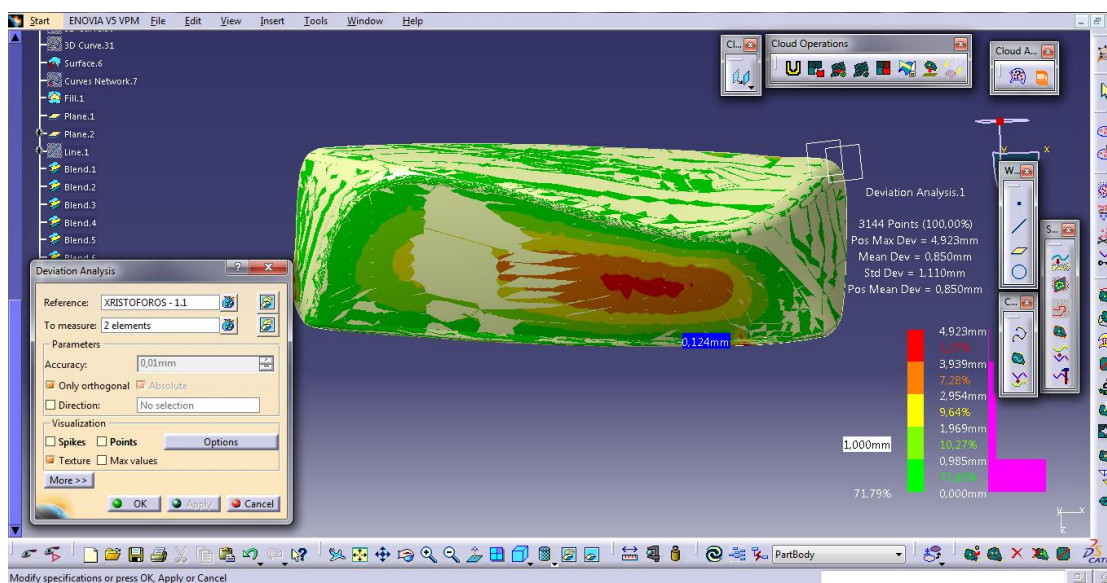 Start ENOVIA V5 VPM File Edit View Insert Tools Window Help
3D Curve.31
Surface.6
Curves Network.7
Fill.1
Plane.1
Plane.2
Line.1
Blend.1
Blend.2
Blend.3
Blend.4
Blend.5
Blend.6
Cl...
Cloud Operations
Cloud A...
W...
S...
C...
y x
Deviation Analysis.1
3144 Points (100,00%)
Pos Max Dev = 4,923mm
Mean Dev = 0,850mm
Std Dev = 1,110mm
Pos Mean Dev = 0,850mm
0,124mm
4,923mm
3,939mm
7,28%
2,954mm
9,64%
1,969mm
1,000mm
10,27%
0,985mm
71,79%
0,000mm
Deviation Analysis
Reference: XRISTOFOROS - 1.1
To measure: 2 elements
Parameters
Accuracy: 0,01mm
Only orthogonal Absolute
Direction: No selection
Visualization
Spikes Points Options
Texture Max values
More >>
OK Apply Cancel
y x
z
PartBody
Modify specifications or press OK, Apply or Cancel